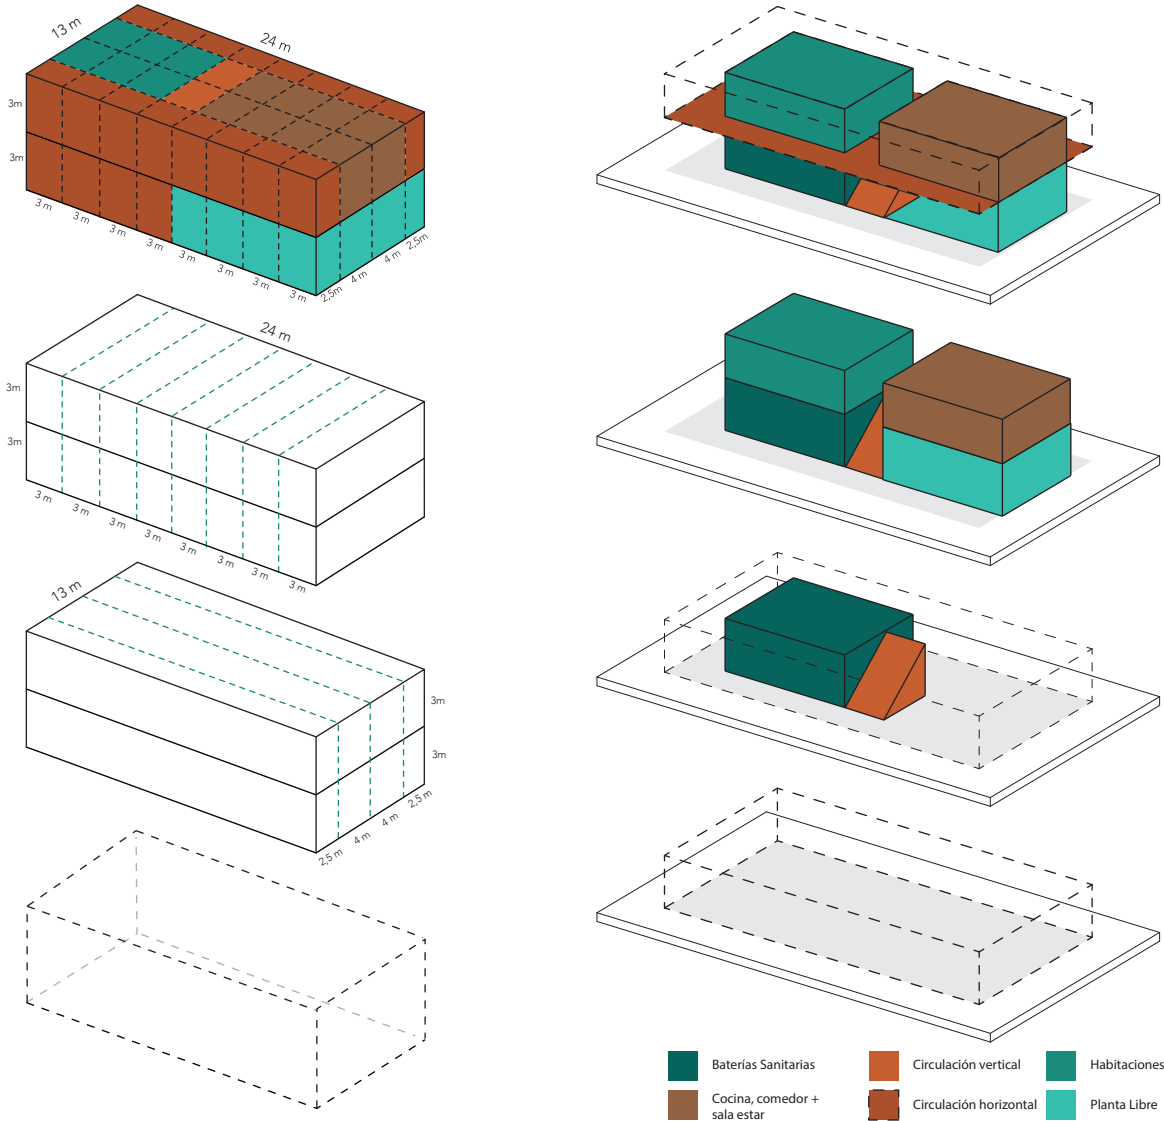 13 m
24 m
3m
3m
3 m
3 m
3 m
3 m
3 m
3 m
3 m
3 m
2,5m
4 m
4 m
2,5m
24 m
3m
3m
3 m
3 m
3 m
3 m
3 m
3 m
3 m
3 m
13 m
3m
3m
2,5 m
4 m
4 m
2,5 m
Baterías Sanitarias
Circulación vertical
Habitaciones
Cocina, comedor +
sala estar
Circulación horizontal
Planta Libre